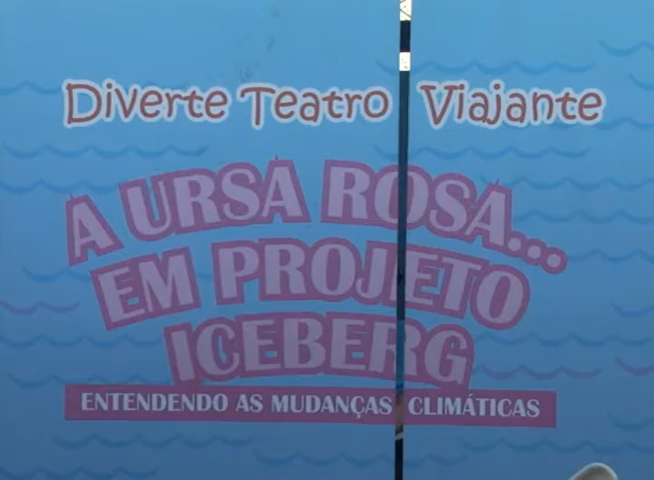 Diverte Teatro Viajante
A URSA ROSA...
EM PROJETO
ICEBERG
ENTENDENDO AS MUDANÇAS CLIMÁTICAS